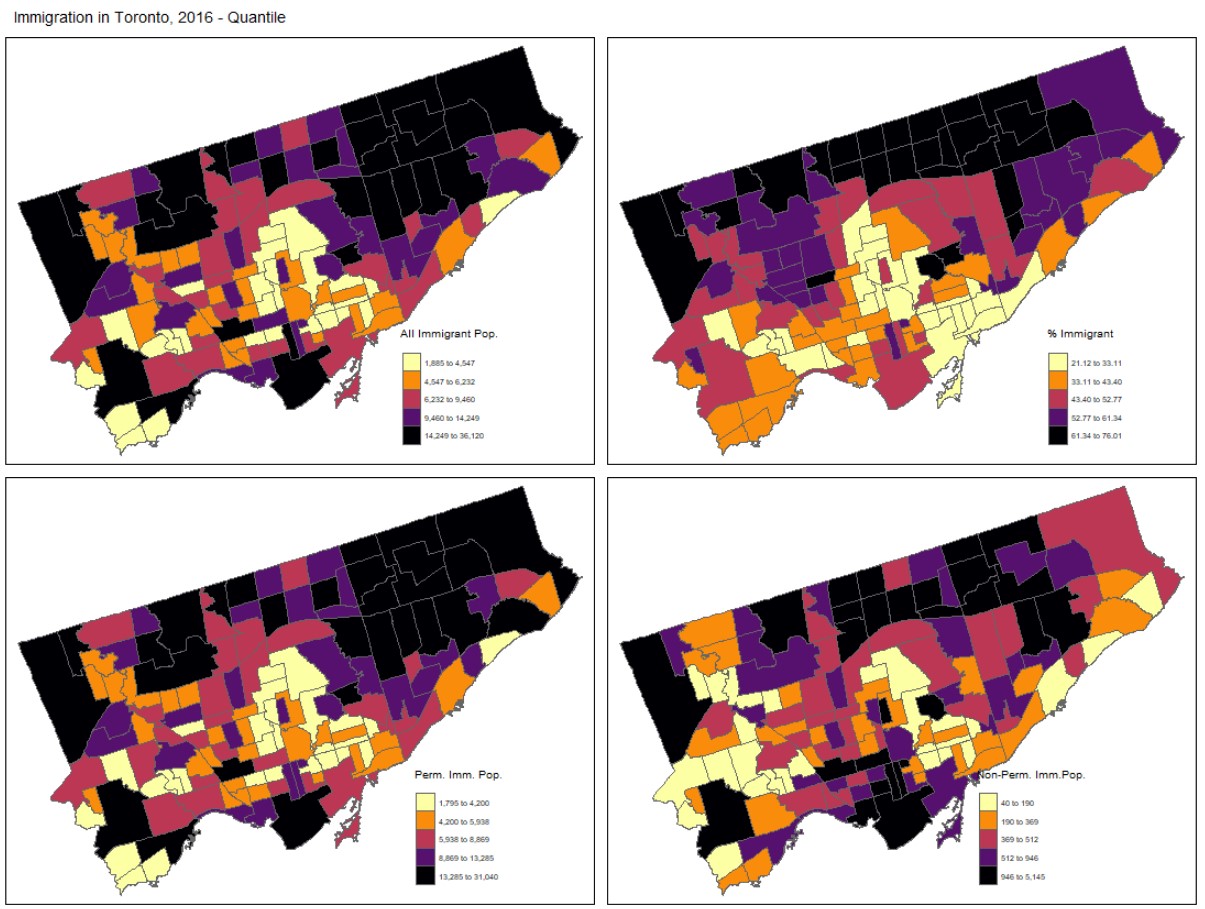 Immigration in Toronto, 2016 - Quantile
All Immigrant Pop.
1,885 to 4,547
4,547 to 6,232
6,232 to 9,460
9,460 to 14,249
14,249 to 36,120
% Immigrant
21.12 to 33.11
33.11 to 43.40
43.40 to 52.77
52.77 to 61.34
61.34 to 76.01
Perm. Imm. Pop.
1,795 to 4,200
4,200 to 5,938
5,938 to 8,869
8,869 to 13,285
13,285 to 31,040
Non-Perm. Imm.Pop.
40 to 190
190 to 369
369 to 512
512 to 946
946 to 5,145